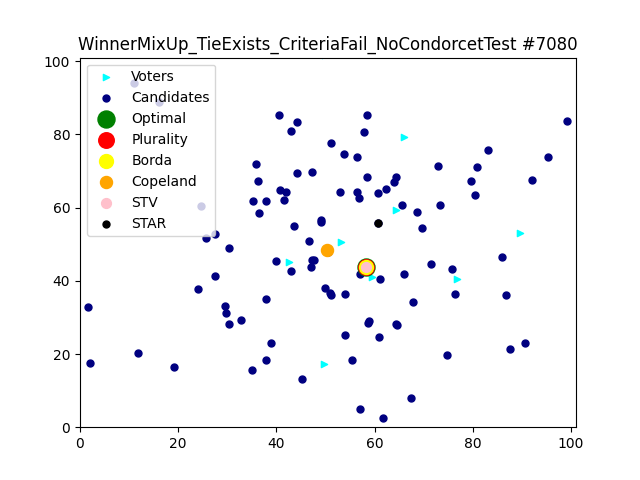 WinnerMixUp_TieExists_CriteriaFail_NoCondorcetTest #7080
100
80
60
40
20
0
0 20 40 60 80 100
Voters
Candidates
Optimal
Plurality
Borda
Copeland
STV
STAR